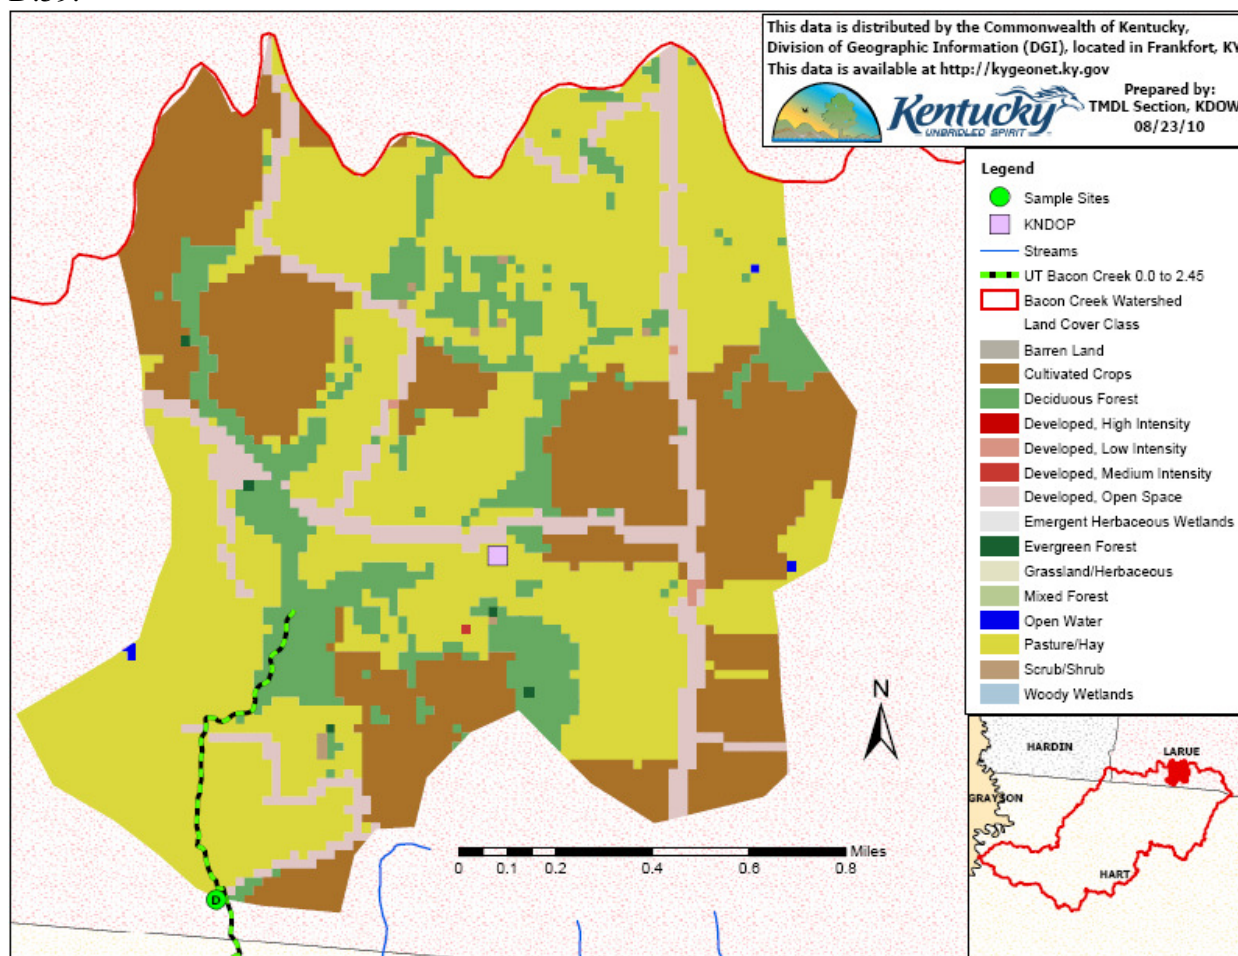 This data is distributed by the Commonwealth of Kentucky,
Division of Geographic Information (DGI), located in Frankfort, KY
This data is available at http://kygeonet.ky.gov
Kentucky
UNBRIDLED SPIRIT
Prepared by:
TMDL Section, KDOW
08/23/10
Legend
Sample Sites
KNDOP
Streams
UT Bacon Creek 0.0 to 2.45
Bacon Creek Watershed
Land Cover Class
Barren Land
Cultivated Crops
Deciduous Forest
Developed, High Intensity
Developed, Low Intensity
Developed, Medium Intensity
Developed, Open Space
Emergent Herbaceous Wetlands
Evergreen Forest
Grassland/Herbaceous
Mixed Forest
Open Water
Pasture/Hay
Scrub/Shrub
Woody Wetlands
N
HARDIN
LARUE
GRAYSON
HART
Miles
0 0.1 0.2 0.4 0.6 0.8
D